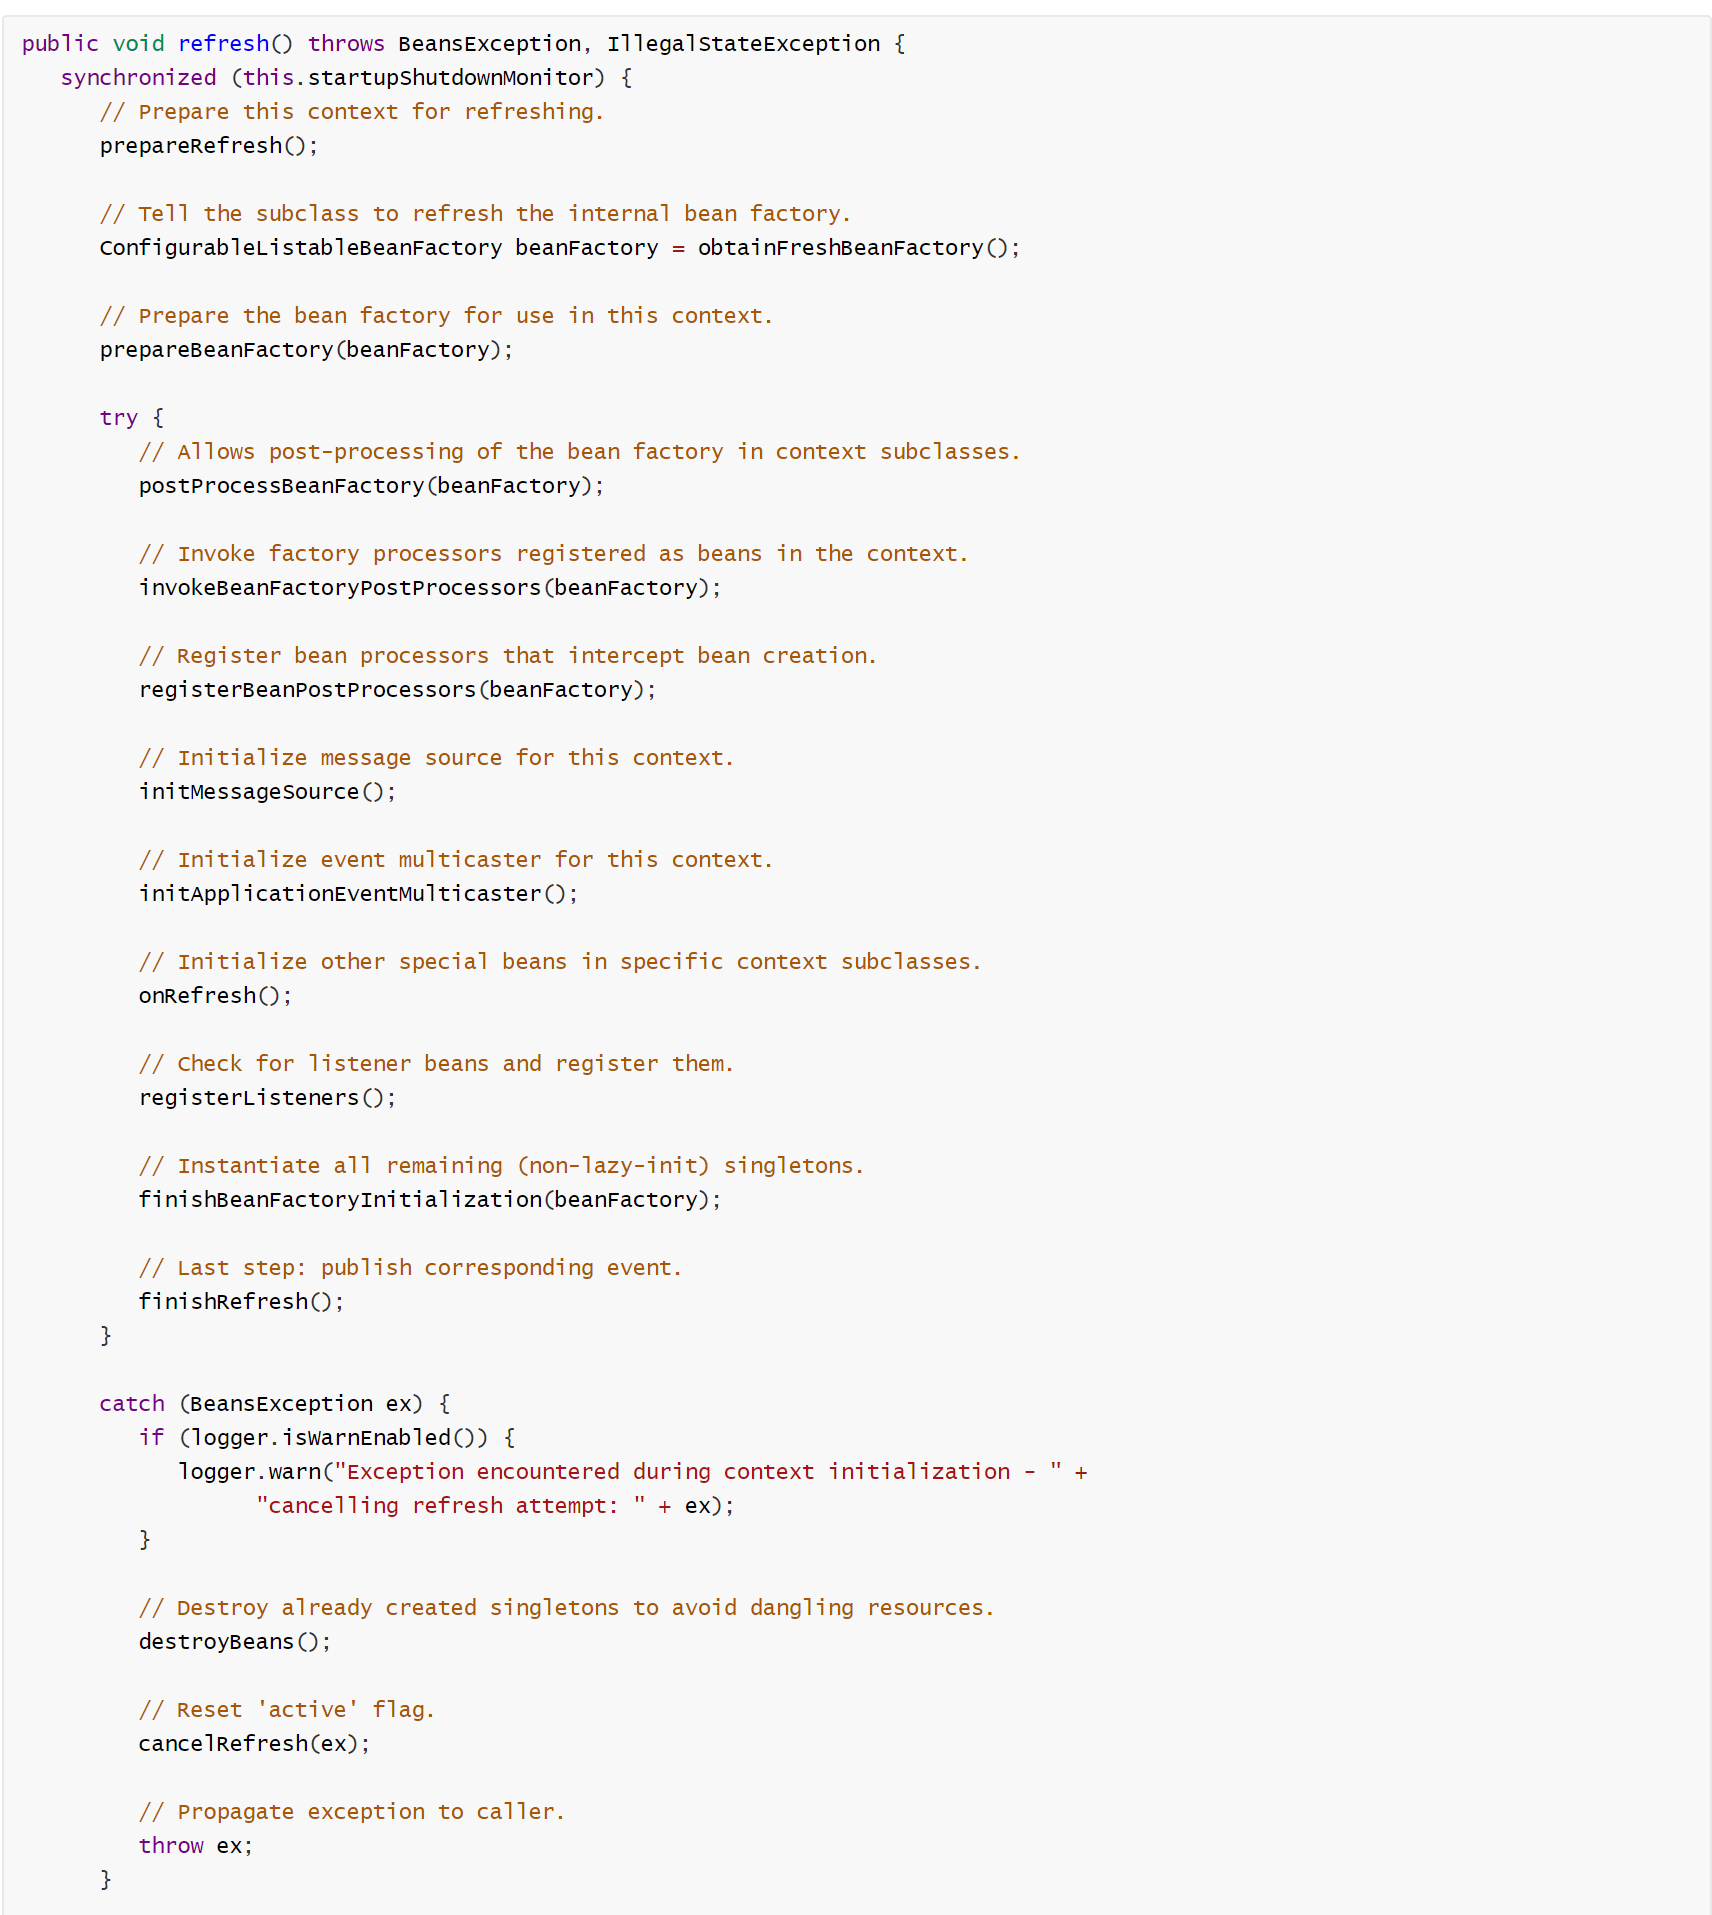 public void refresh() throws BeansException, IllegalStateException {
   synchronized (this.startupShutdownMonitor) {
      // Prepare this context for refreshing.
      prepareRefresh();

      // Tell the subclass to refresh the internal bean factory.
      ConfigurableListableBeanFactory beanFactory = obtainFreshBeanFactory();

      // Prepare the bean factory for use in this context.
      prepareBeanFactory(beanFactory);

      try {
         // Allows post-processing of the bean factory in context subclasses.
         postProcessBeanFactory(beanFactory);

         // Invoke factory processors registered as beans in the context.
         invokeBeanFactoryPostProcessors(beanFactory);

         // Register bean processors that intercept bean creation.
         registerBeanPostProcessors(beanFactory);

         // Initialize message source for this context.
         initMessageSource();

         // Initialize event multicaster for this context.
         initApplicationEventMulticaster();

         // Initialize other special beans in specific context subclasses.
         onRefresh();

         // Check for listener beans and register them.
         registerListeners();

         // Instantiate all remaining (non-lazy-init) singletons.
         finishBeanFactoryInitialization(beanFactory);

         // Last step: publish corresponding event.
         finishRefresh();
      }

      catch (BeansException ex) {
         if (logger.isWarnEnabled()) {
            logger.warn("Exception encountered during context initialization - " +
                  "cancelling refresh attempt: " + ex);
         }

         // Destroy already created singletons to avoid dangling resources.
         destroyBeans();

         // Reset 'active' flag.
         cancelRefresh(ex);

         // Propagate exception to caller.
         throw ex;
      }